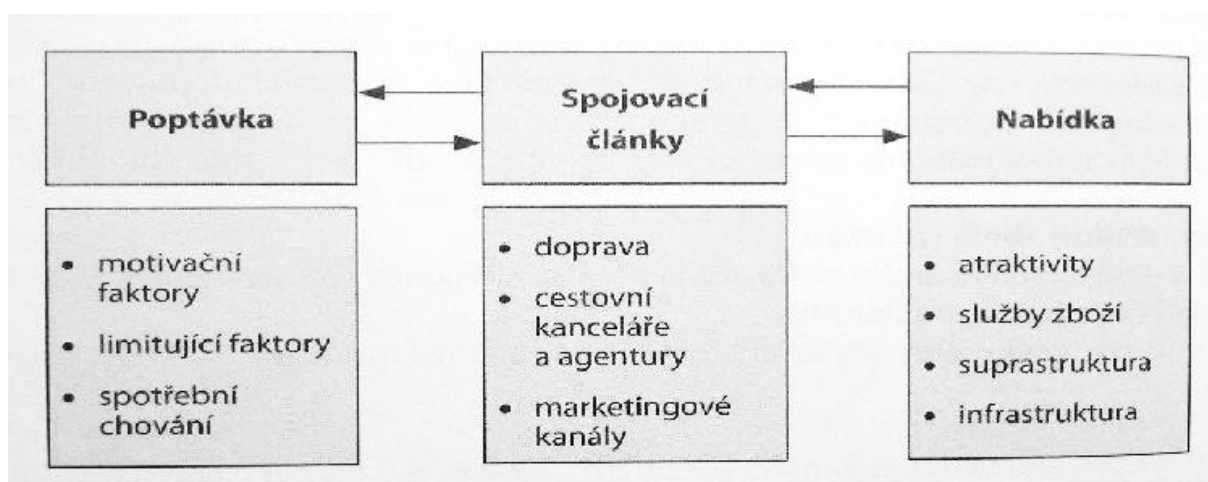 Poptávka
Spojovací
články
Nabídka
• motivační
faktory
• limitující faktory
• spotřební
chování
• doprava
• cestovní
kanceláře
a agentury
• marketingové
kanály
• atraktivity
• služby zboží
• suprastruktura
• infrastruktura